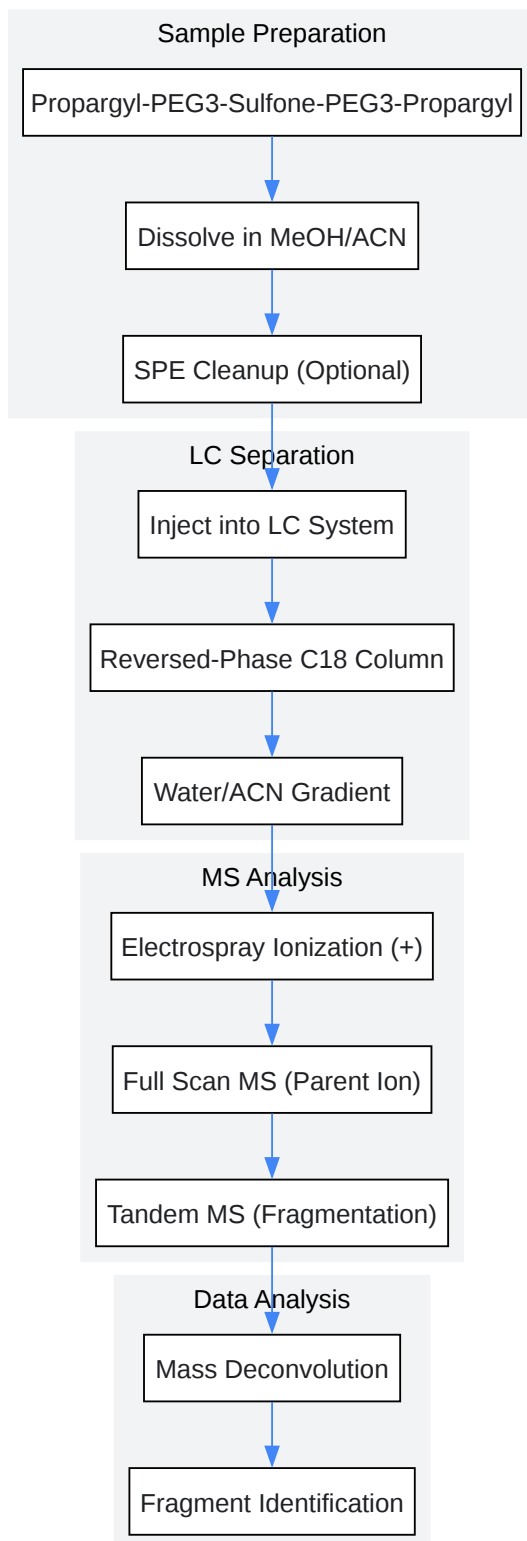 Sample Preparation
Propargyl-PEG3-Sulfone-PEG3-Propargyl
Dissolve in MeOH/ACN
SPE Cleanup (Optional)
LC Separation
Inject into LC System
Reversed-Phase C18 Column
Water/ACN Gradient
MS Analysis
Electrospray Ionization (+)
Full Scan MS (Parent Ion)
Tandem MS (Fragmentation)
Data Analysis
Mass Deconvolution
Fragment Identification